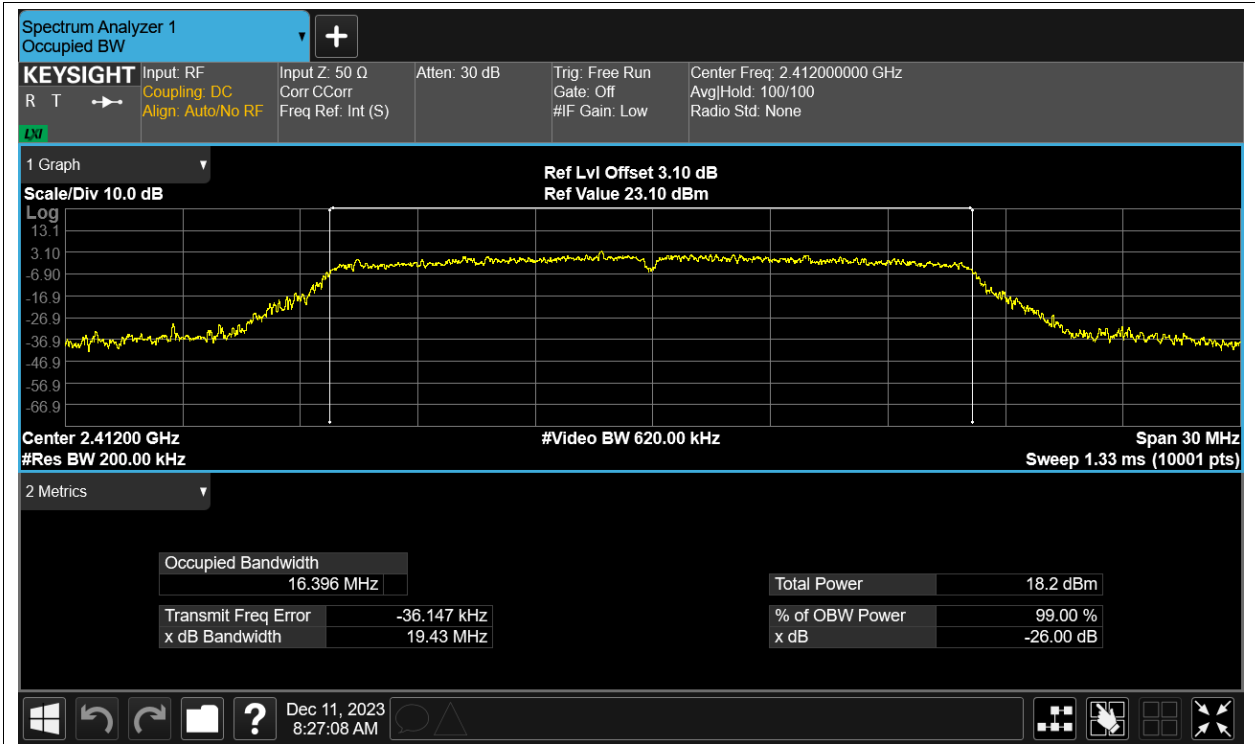 Spectrum Analyzer 1
Occupied BW
KEYSIGHT
R T
LXI
Input: RF
Coupling: DC
Align: Auto/No RF
Input Z: 50 Ω
Corr CCorr
Freq Ref: Int (S)
Atten: 30 dB
Trig: Free Run
Gate: Off
#IF Gain: Low
Center Freq: 2.412000000 GHz
Avg|Hold: 100/100
Radio Std: None
1 Graph
Scale/Div 10.0 dB
Ref Lvl Offset 3.10 dB
Ref Value 23.10 dBm
Log
13.1
3.10
-6.90
-16.9
-26.9
-36.9
-46.9
-56.9
-66.9
Center 2.41200 GHz
#Video BW 620.00 kHz
Span 30 MHz
#Res BW 200.00 kHz
Sweep 1.33 ms (10001 pts)
2 Metrics
Occupied Bandwidth
16.396 MHz
Transmit Freq Error -36.147 kHz
x dB Bandwidth 19.43 MHz
Total Power 18.2 dBm
% of OBW Power 99.00 %
x dB -26.00 dB
?
Dec 11, 2023
8:27:08 AM